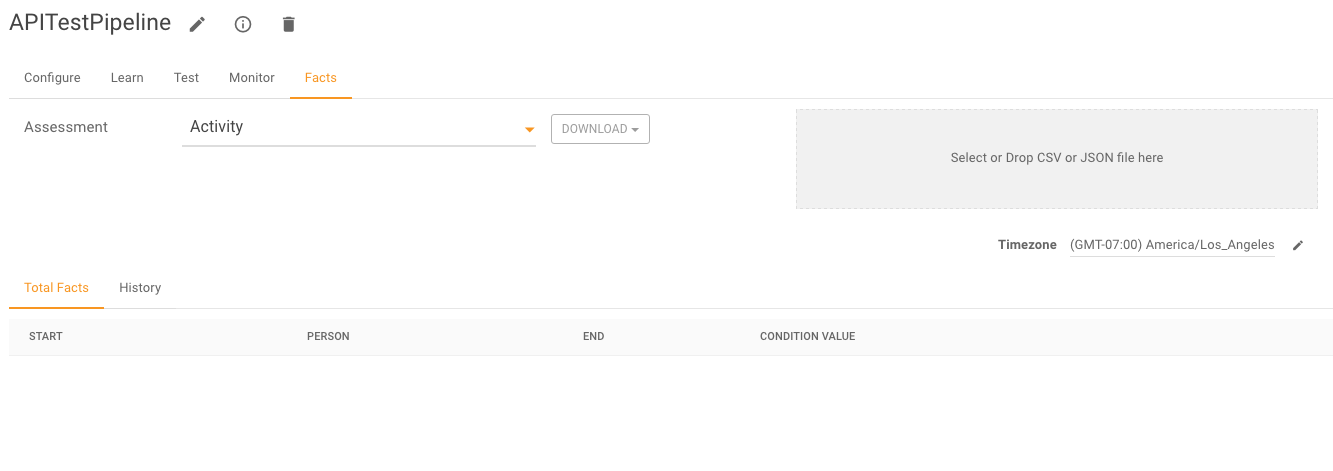 APITestPipeline
Configure Learn Test Monitor Facts
Assessment Activity DOWNLOAD
Select or Drop CSV or JSON file here
Timezone (GMT-07:00) America/Los_Angeles
Total Facts History
START PERSON END CONDITION VALUE